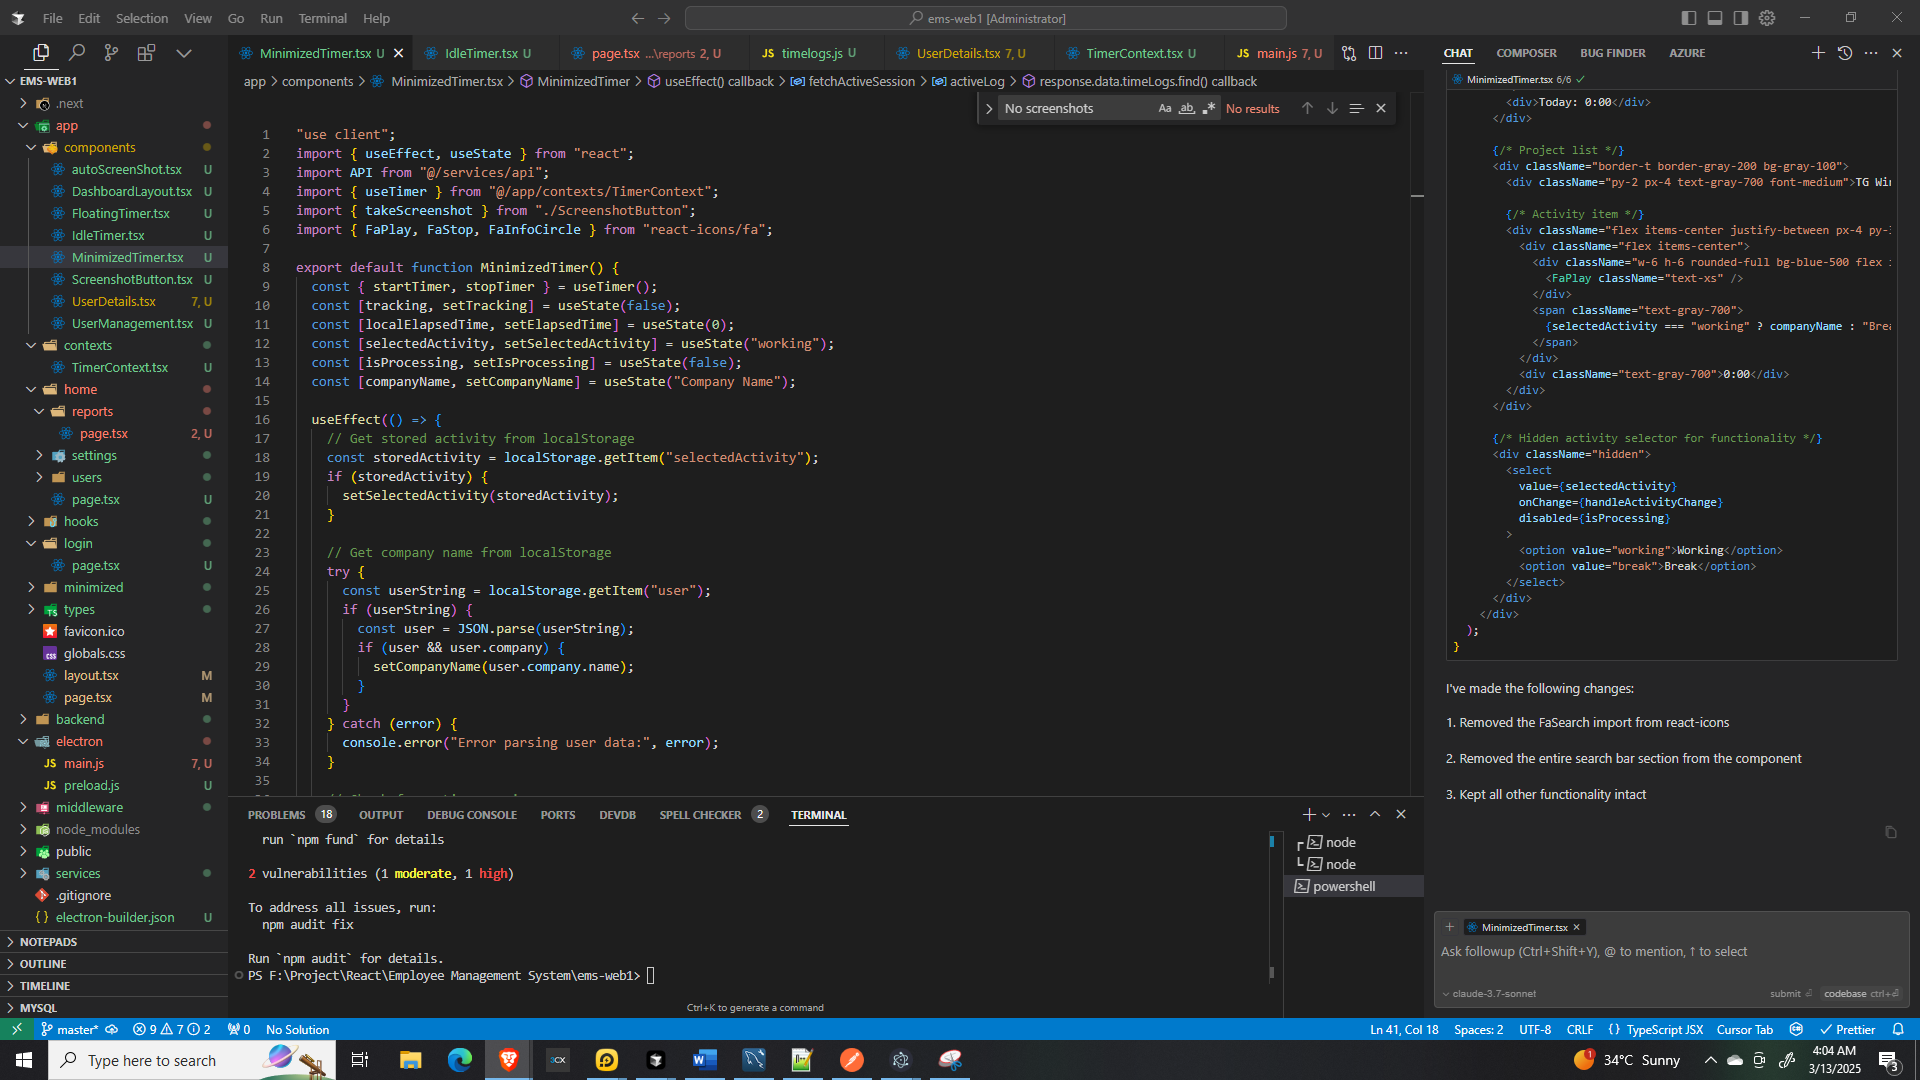 File Edit Selection View Go Run Terminal Help
ems-web1 [Administrator]
MinimizedTimer.tsx U
IdleTimer.tsx U
page.tsx ...\reports 2, U
timelogs.js U
UserDetails.tsx 7, U
TimerContext.tsx U
main.js 7, U
CHAT COMPOSER BUG FINDER AZURE
EMS-WEB1
.next
app
components
autoScreenShot.tsx U
DashboardLayout.tsx U
FloatingTimer.tsx U
IdleTimer.tsx U
MinimizedTimer.tsx U
ScreenshotButton.tsx U
UserDetails.tsx 7, U
UserManagement.tsx U
contexts
TimerContext.tsx U
home
reports
page.tsx 2, U
settings
users
page.tsx U
hooks
login
page.tsx U
minimized
types
favicon.ico
globals.css
layout.tsx M
page.tsx M
backend
electron
main.js 7, U
preload.js U
middleware
node_modules
public
services
.gitignore
electron-builder.json U
NOTEPADS
OUTLINE
TIMELINE
MYSQL
app > components > MinimizedTimer.tsx > MinimizedTimer > useEffect() callback > fetchActiveSession > activeLog > response.data.timeLogs.find() callback
No screenshots Aa ab .* No results
1 "use client";
2 import { useEffect, useState } from "react";
3 import API from "@/services/api";
4 import { useTimer } from "@/app/contexts/TimerContext";
5 import { takeScreenshot } from "./ScreenshotButton";
6 import { FaPlay, FaStop, FaInfoCircle } from "react-icons/fa";
7
8 export default function MinimizedTimer() {
9 const { startTimer, stopTimer } = useTimer();
10 const [tracking, setTracking] = useState(false);
11 const [localElapsedTime, setElapsedTime] = useState(0);
12 const [selectedActivity, setSelectedActivity] = useState("working");
13 const [isProcessing, setIsProcessing] = useState(false);
14 const [companyName, setCompanyName] = useState("Company Name");
15
16 useEffect(() => {
17 // Get stored activity from localStorage
18 const storedActivity = localStorage.getItem("selectedActivity");
19 if (storedActivity) {
20 setSelectedActivity(storedActivity);
21 }
22
23 // Get company name from localStorage
24 try {
25 const userString = localStorage.getItem("user");
26 if (userString) {
27 const user = JSON.parse(userString);
28 if (user && user.company) {
29 setCompanyName(user.company.name);
30 }
31 }
32 } catch (error) {
33 console.error("Error parsing user data:", error);
34 }
35
PROBLEMS 18 OUTPUT DEBUG CONSOLE PORTS DEVDB SPELL CHECKER 2 TERMINAL
run `npm fund` for details
2 vulnerabilities (1 moderate, 1 high)
To address all issues, run:
npm audit fix
Run `npm audit` for details.
PS F:\Project\React\Employee Management System\ems-web1>
Ctrl+K to generate a command
node
node
powershell
MinimizedTimer.tsx 6/6
<div>Today: 0:00</div>
</div>
{/* Project list */}
<div className="border-t border-gray-200 bg-gray-100">
<div className="py-2 px-4 text-gray-700 font-medium">TG Wi
{/* Activity item */}
<div className="flex items-center justify-between px-4 py-
<div className="flex items-center">
<div className="w-6 h-6 rounded-full bg-blue-500 flex i
<FaPlay className="text-xs" />
</div>
<span className="text-gray-700">
{selectedActivity === "working" ? companyName : "Brea
</span>
</div>
<div className="text-gray-700">0:00</div>
</div>
</div>
{/* Hidden activity selector for functionality */}
<div className="hidden">
<select
value={selectedActivity}
onChange={handleActivityChange}
disabled={isProcessing}
>
<option value="working">Working</option>
<option value="break">Break</option>
</select>
</div>
</div>
);
}
I've made the following changes:
1. Removed the FaSearch import from react-icons
2. Removed the entire search bar section from the component
3. Kept all other functionality intact
MinimizedTimer.tsx
Ask followup (Ctrl+Shift+Y), @ to mention, ↑ to select
claude-3.7-sonnet submit codebase ctrl+⏎
master* 9 7 2 0 No Solution
Ln 41, Col 18 Spaces: 2 UTF-8 CRLF {} TypeScript JSX Cursor Tab Prettier
Type here to search
34°C Sunny
4:04 AM
3/13/2025
3